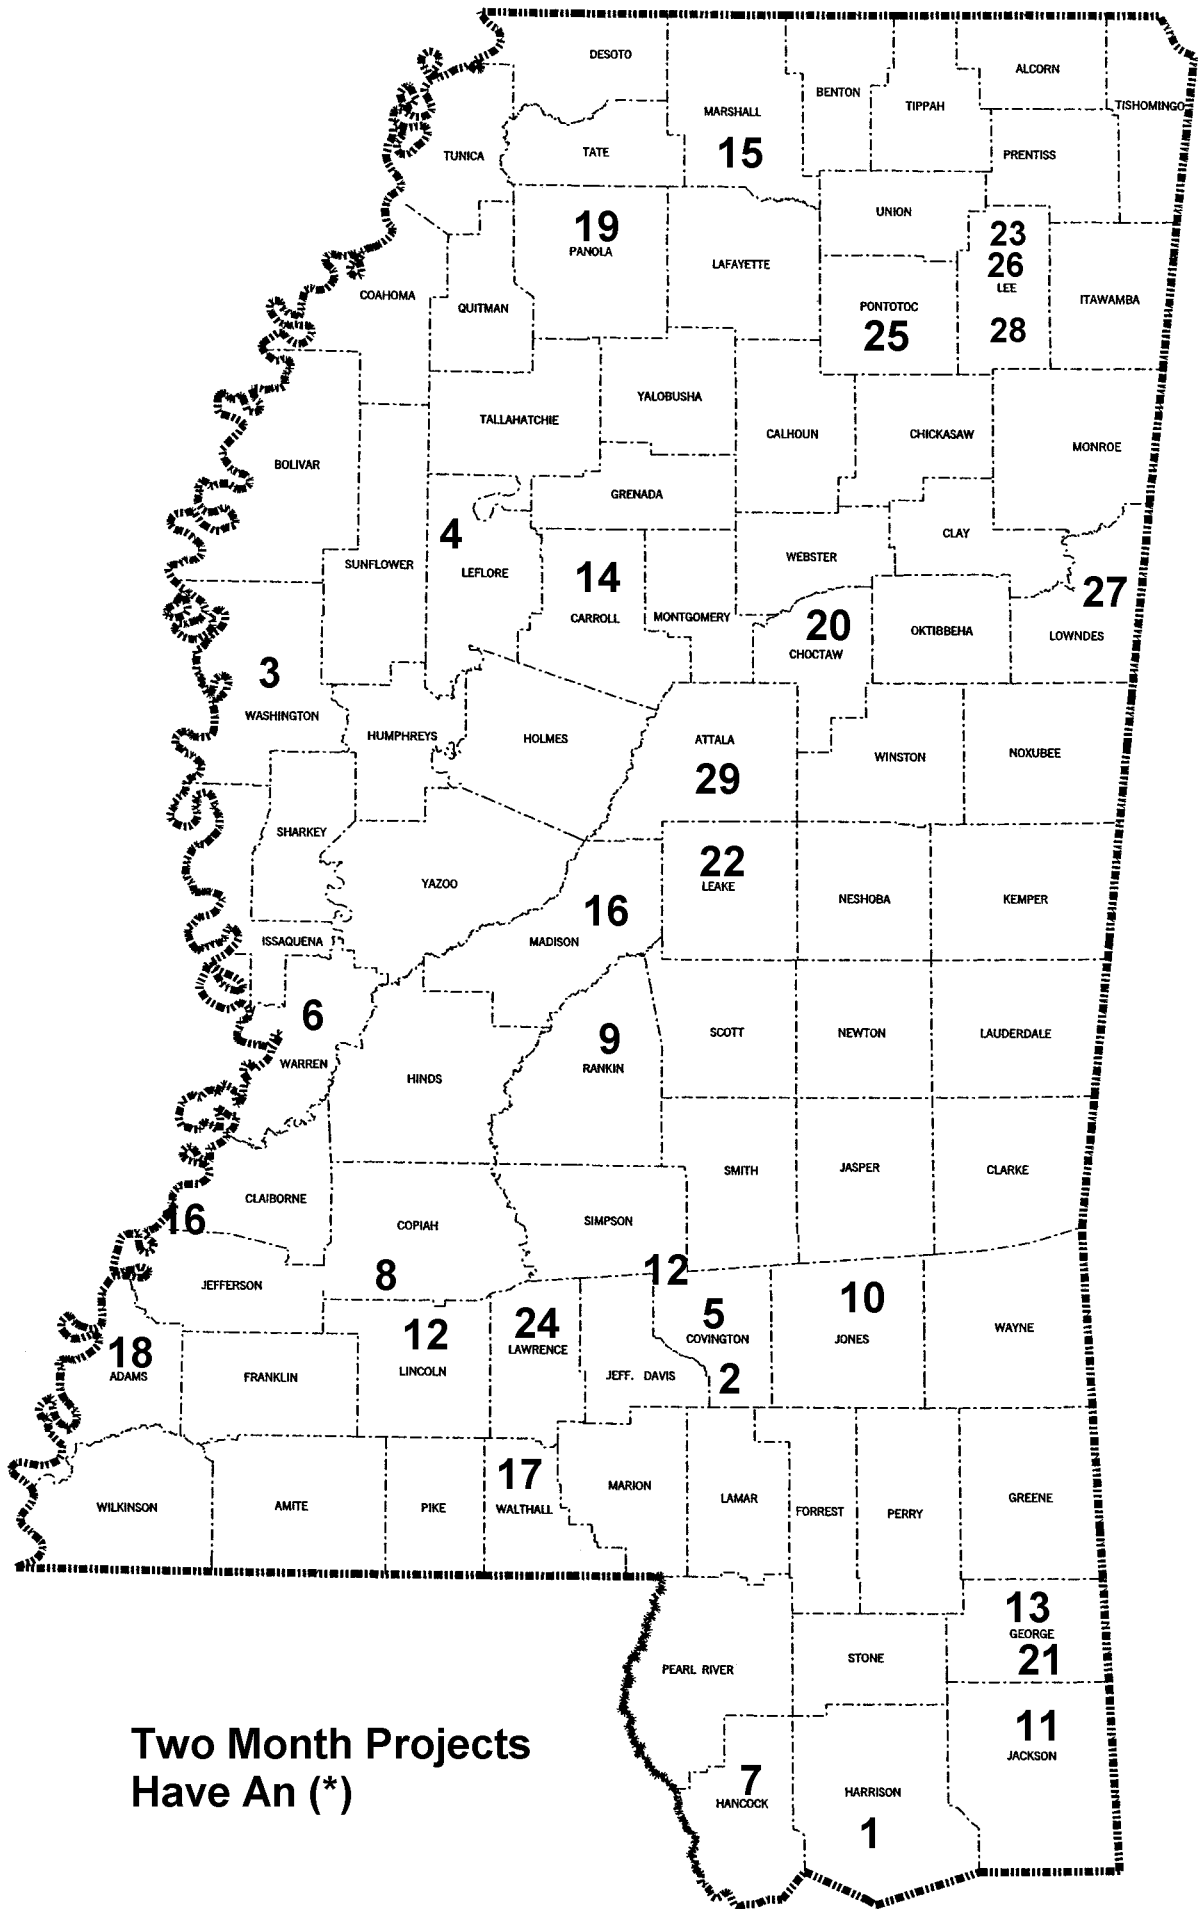 DESOTO
ALCORN
BENTON
TIPPAH
TISHOMINGO
MARSHALL
15
TUNICA
TATE
PRENTISS
UNION
19
PANOLA
23
26
LEE
28
LAFAYETTE
COAHOMA
QUITMAN
PONTOTOC
25
ITAWAMBA
YALOBUSHA
TALLAHATCHIE
CALHOUN
CHICKASAW
MONROE
BOLIVAR
GRENADA
4
LEFLORE
SUNFLOWER
CLAY
WEBSTER
14
CARROLL
MONTGOMERY
27
LOWNDES
20
CHOCTAW
OKTIBBEHA
3
WASHINGTON
HUMPHREYS
HOLMES
ATTALA
29
WINSTON
NOXUBEE
SHARKEY
YAZOO
22
LEAKE
NESHOBA
KEMPER
16
MADISON
ISSAQUENA
6
WARREN
9
RANKIN
HINDS
SCOTT
NEWTON
LAUDERDALE
SMITH
JASPER
CLARKE
CLAIBORNE
16
COPIAH
8
SIMPSON
12
JEFFERSON
5
COVINGTON
2
10
JONES
WAYNE
24
LAWRENCE
12
LINCOLN
18
ADAMS
FRANKLIN
JEFF. DAVIS
17
WALTHALL
MARION
LAMAR
FORREST
PERRY
GREENE
WILKINSON
AMITE
PIKE
13
GEORGE
21
PEARL RIVER
STONE
11
JACKSON
7
HANCOCK
HARRISON
1
Two Month Projects
Have An (*)